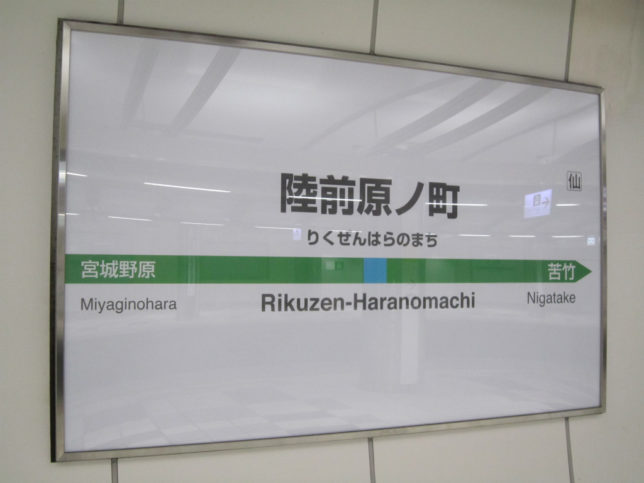 仙
陸前原ノ町
りくぜんはらのまち
宮城野原 苦竹
Miyaginohara Rikuzen-Haranomachi Nigatake